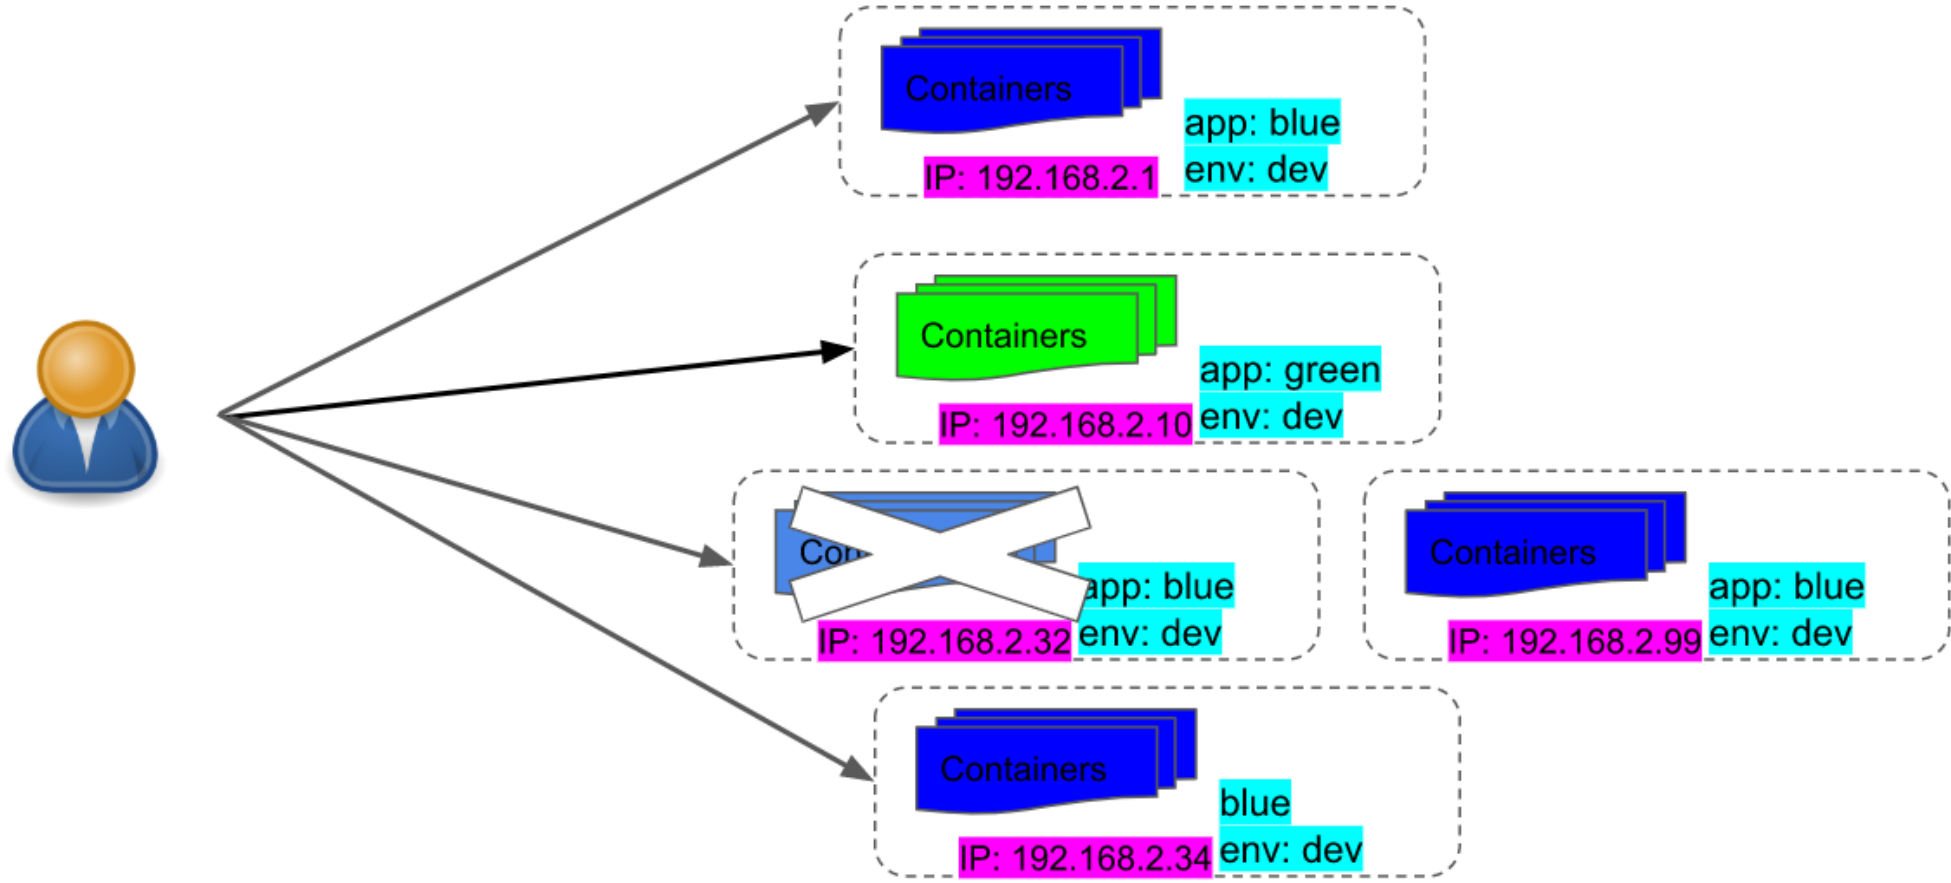 Containers
app: blue
env: dev
IP: 192.168.2.1
Containers
app: green
env: dev
IP: 192.168.2.10
Con
app: blue
env: dev
IP: 192.168.2.32
Containers
app: blue
env: dev
IP: 192.168.2.99
Containers
blue
env: dev
IP: 192.168.2.34